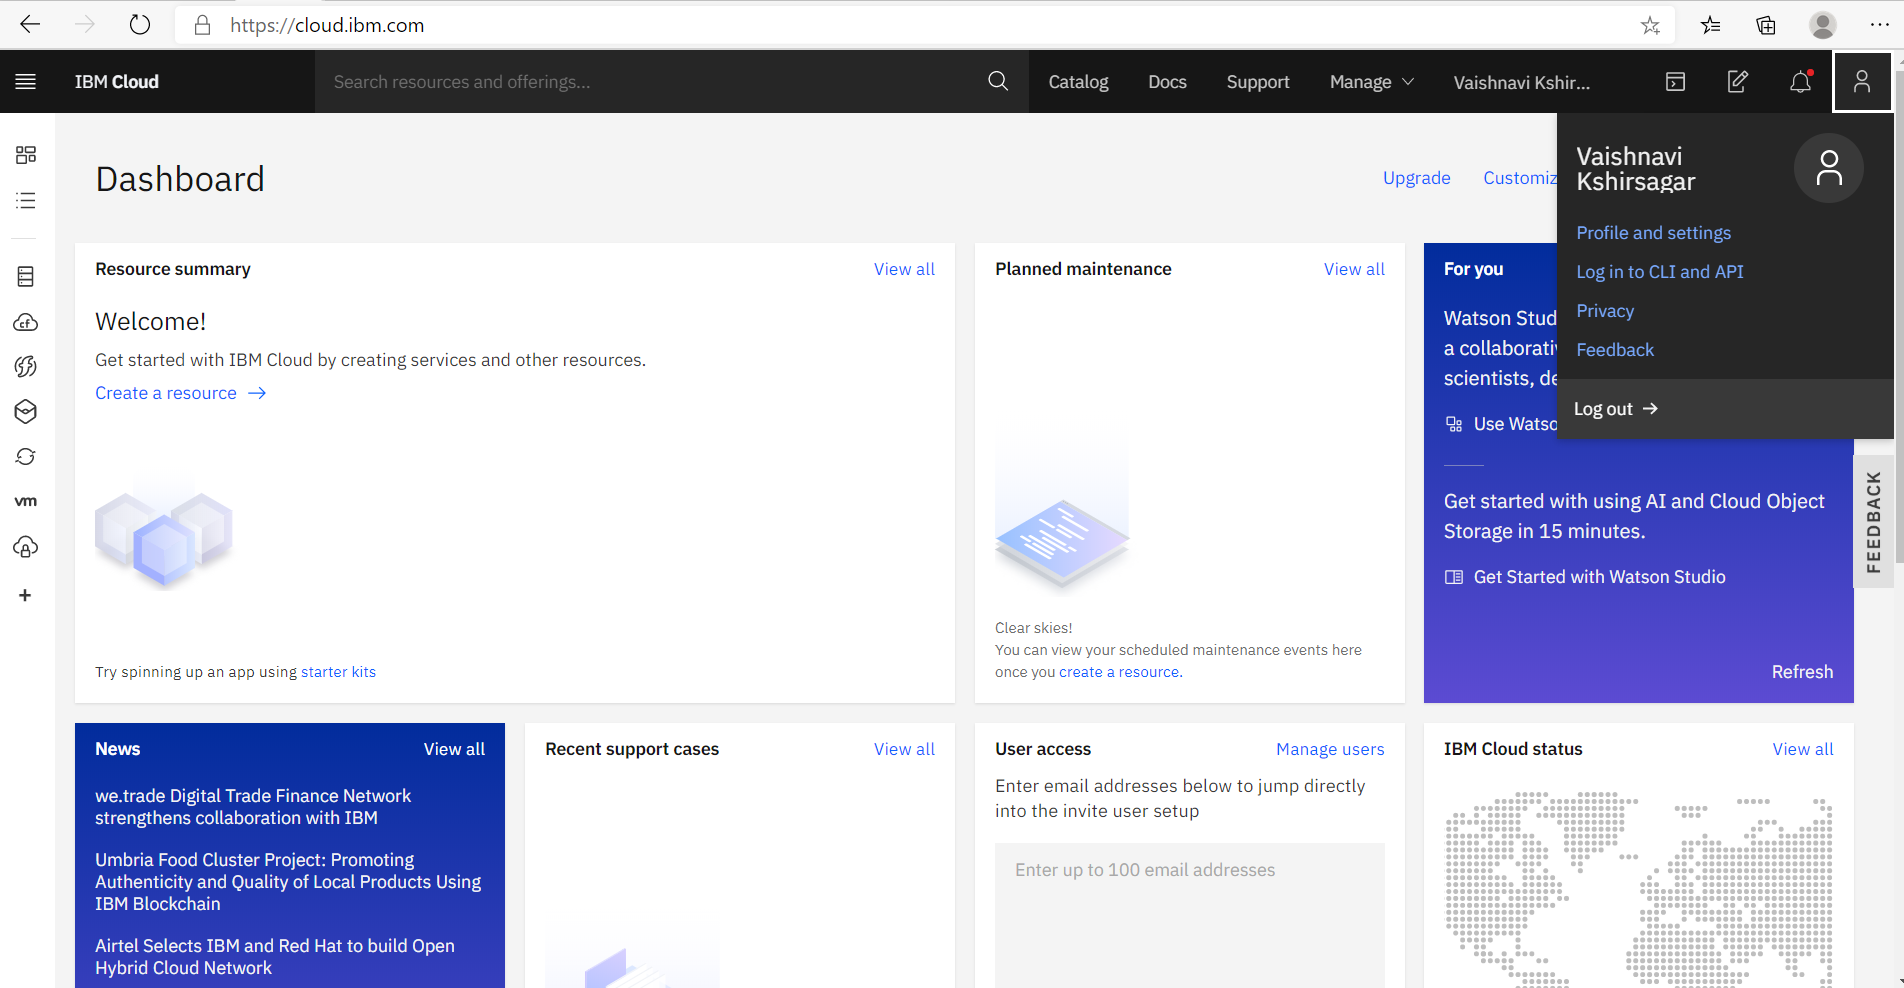 https://cloud.ibm.com
IBM Cloud
Search resources and offerings...
Catalog
Docs
Support
Manage
Vaishnavi Kshir...
Vaishnavi
Kshirsagar
Profile and settings
Log in to CLI and API
Privacy
Feedback
Log out
Dashboard
Upgrade
Customiz
cf
vm
+
Resource summary
View all
Welcome!
Get started with IBM Cloud by creating services and other resources.
Create a resource
Try spinning up an app using starter kits
Planned maintenance
View all
Clear skies!
You can view your scheduled maintenance events here
once you create a resource.
For you
Watson Stud
a collaborati
scientists, de
Use Watso
Get started with using AI and Cloud Object
Storage in 15 minutes.
Get Started with Watson Studio
Refresh
FEEDBACK
News
View all
we.trade Digital Trade Finance Network
strengthens collaboration with IBM
Umbria Food Cluster Project: Promoting
Authenticity and Quality of Local Products Using
IBM Blockchain
Airtel Selects IBM and Red Hat to build Open
Hybrid Cloud Network
Recent support cases
View all
User access
Manage users
Enter email addresses below to jump directly
into the invite user setup
Enter up to 100 email addresses
IBM Cloud status
View all